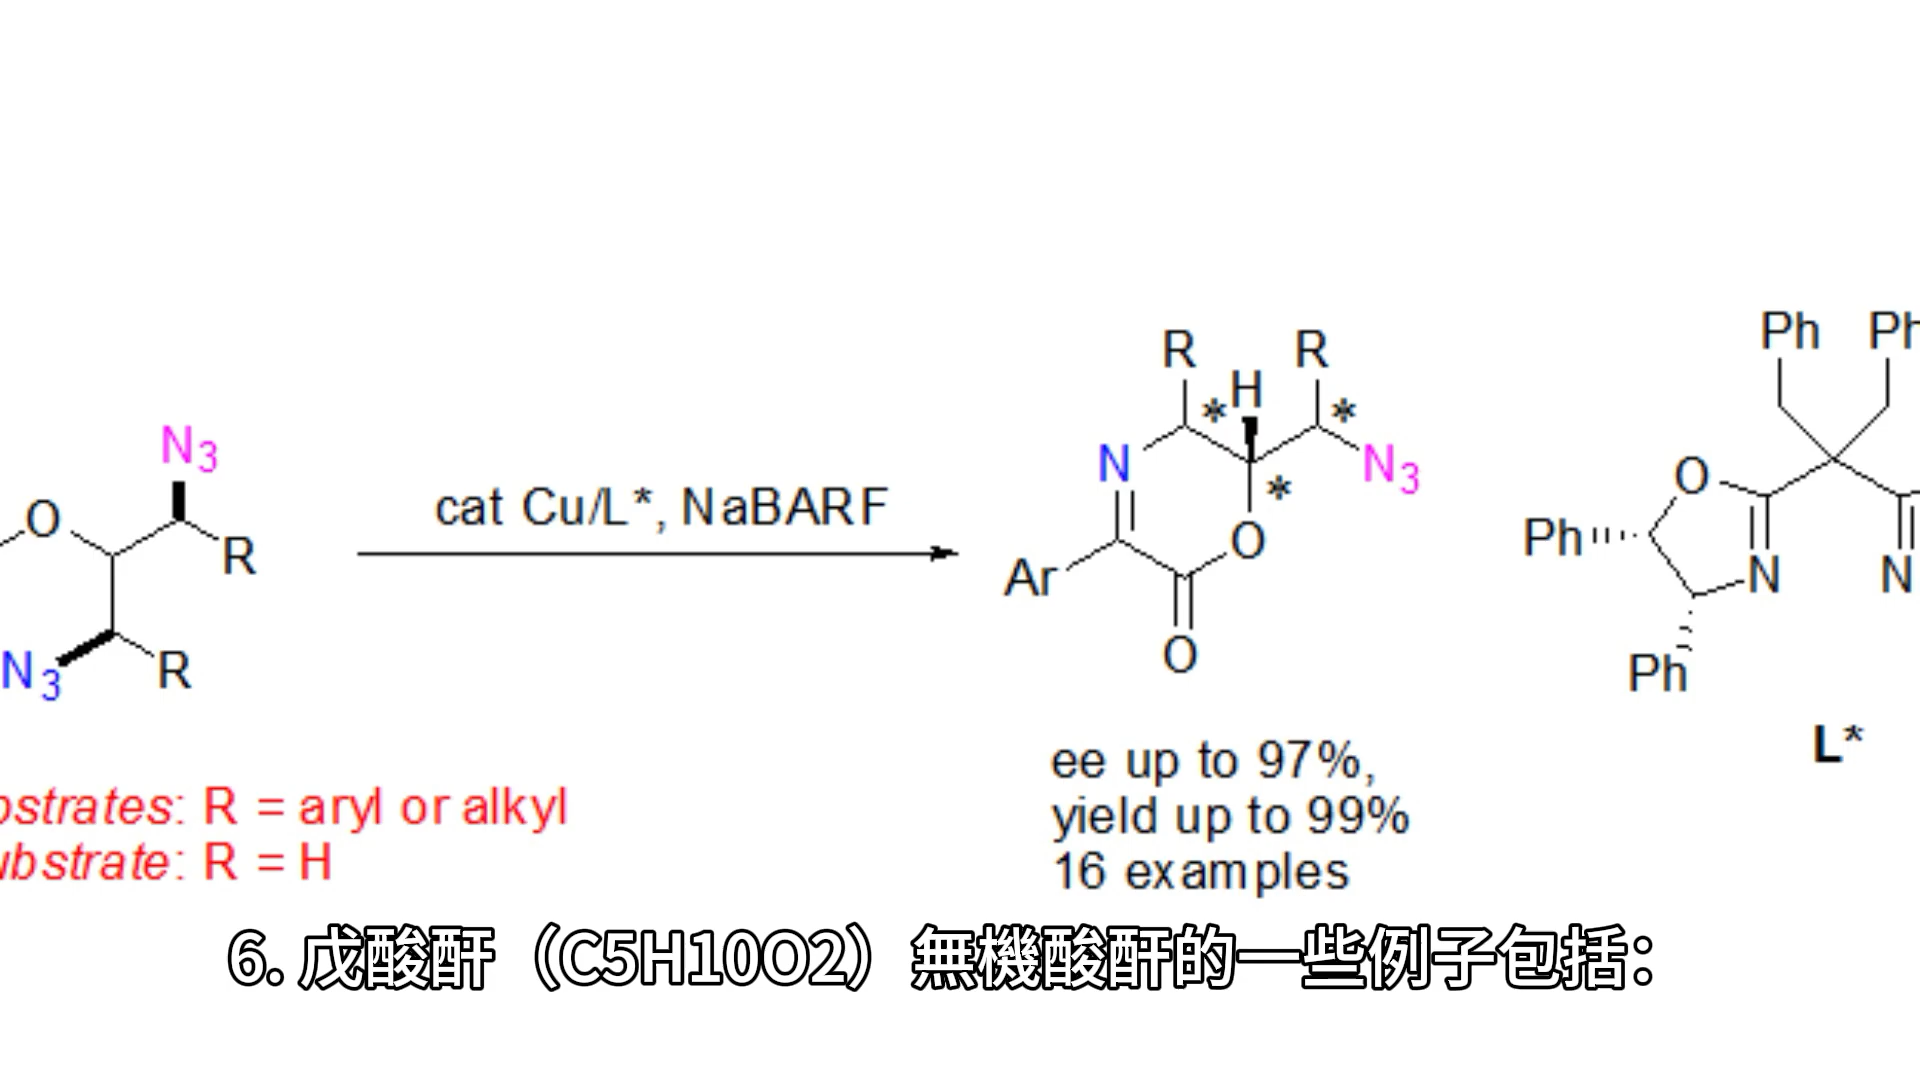 Ph Ph
R R
H
* *
N3 N N3
*
O cat Cu/L*, NaBARF O
R Ph N N
Ar O
N3 R O Ph
L*
ee up to 97%,
strates: R = aryl or alkyl yield up to 99%
bstrate: R = H 16 examples
6. 戊酸酐（C5H10O2）無機酸酐的一些例子包括：